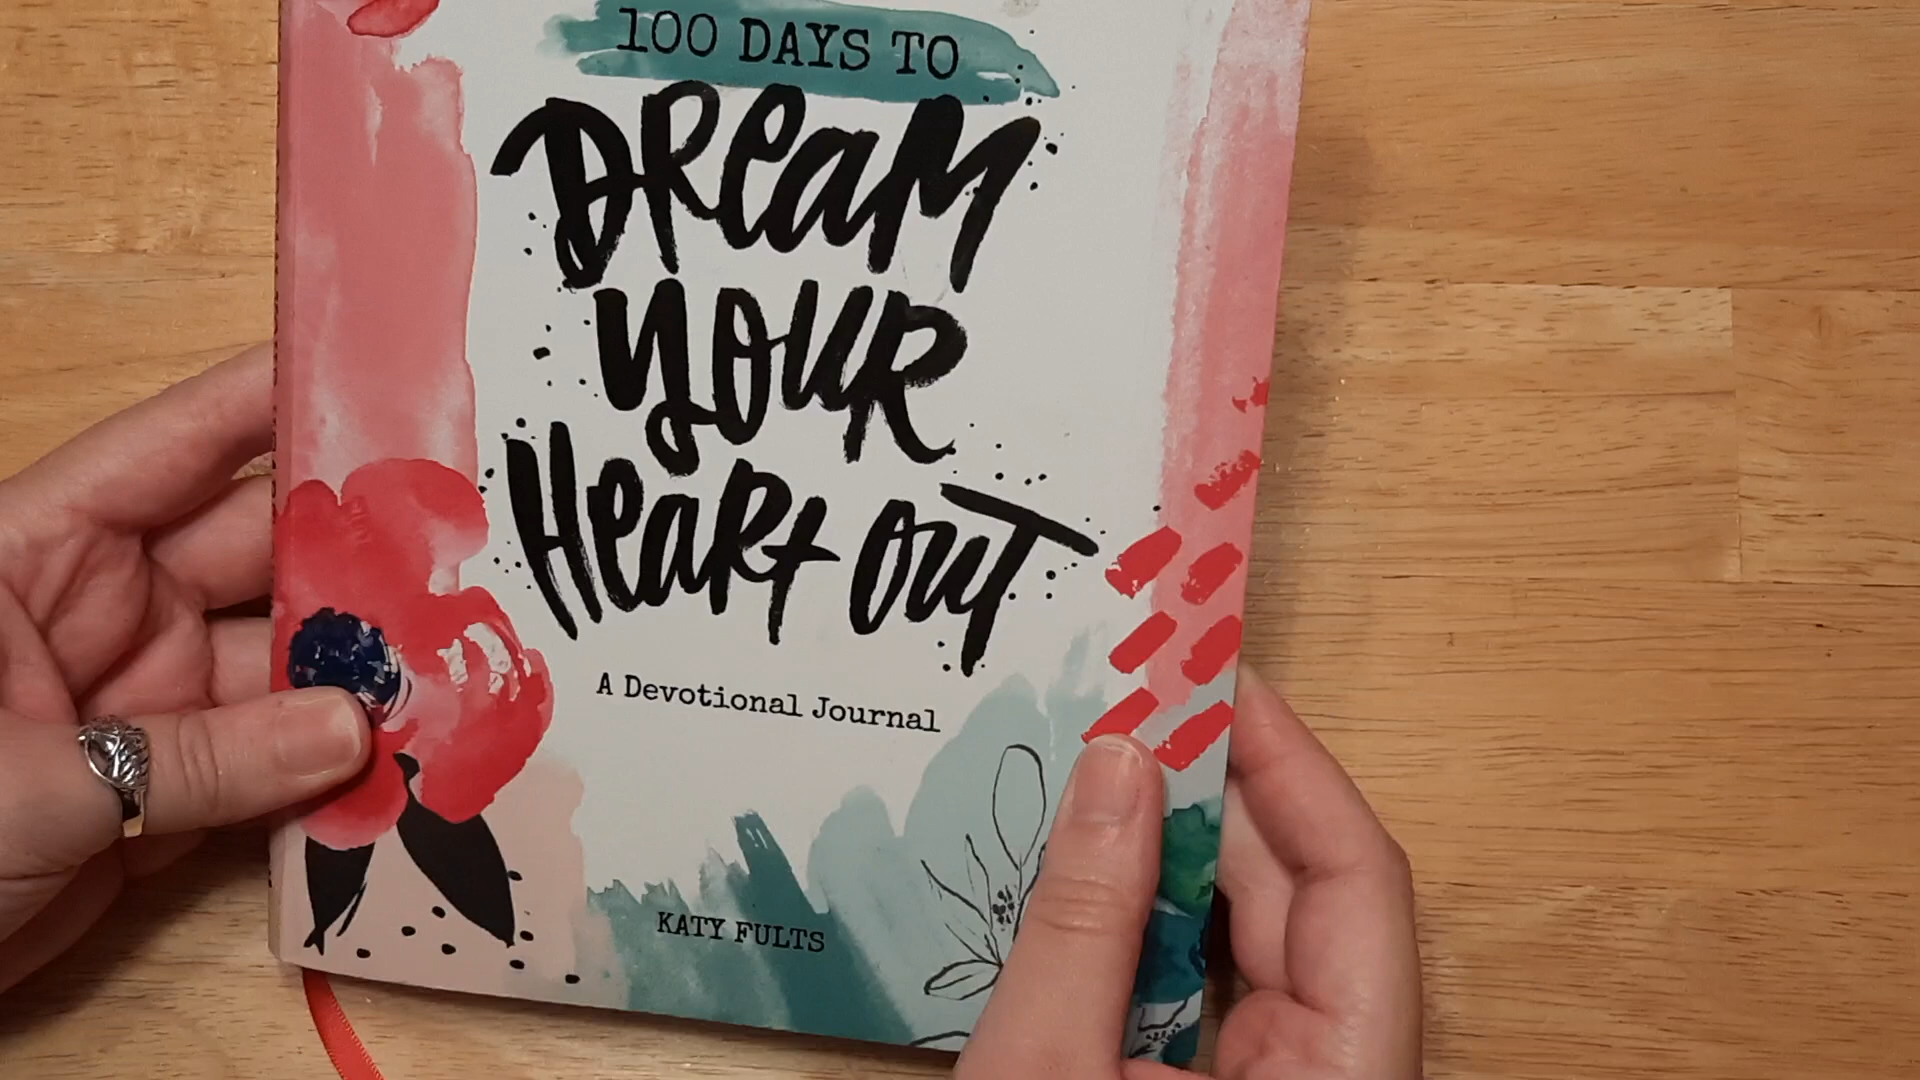 100 DAYS TO
DReaM
YOUR
HeaRt OuT
A Devotional Journal
KATY FULTS